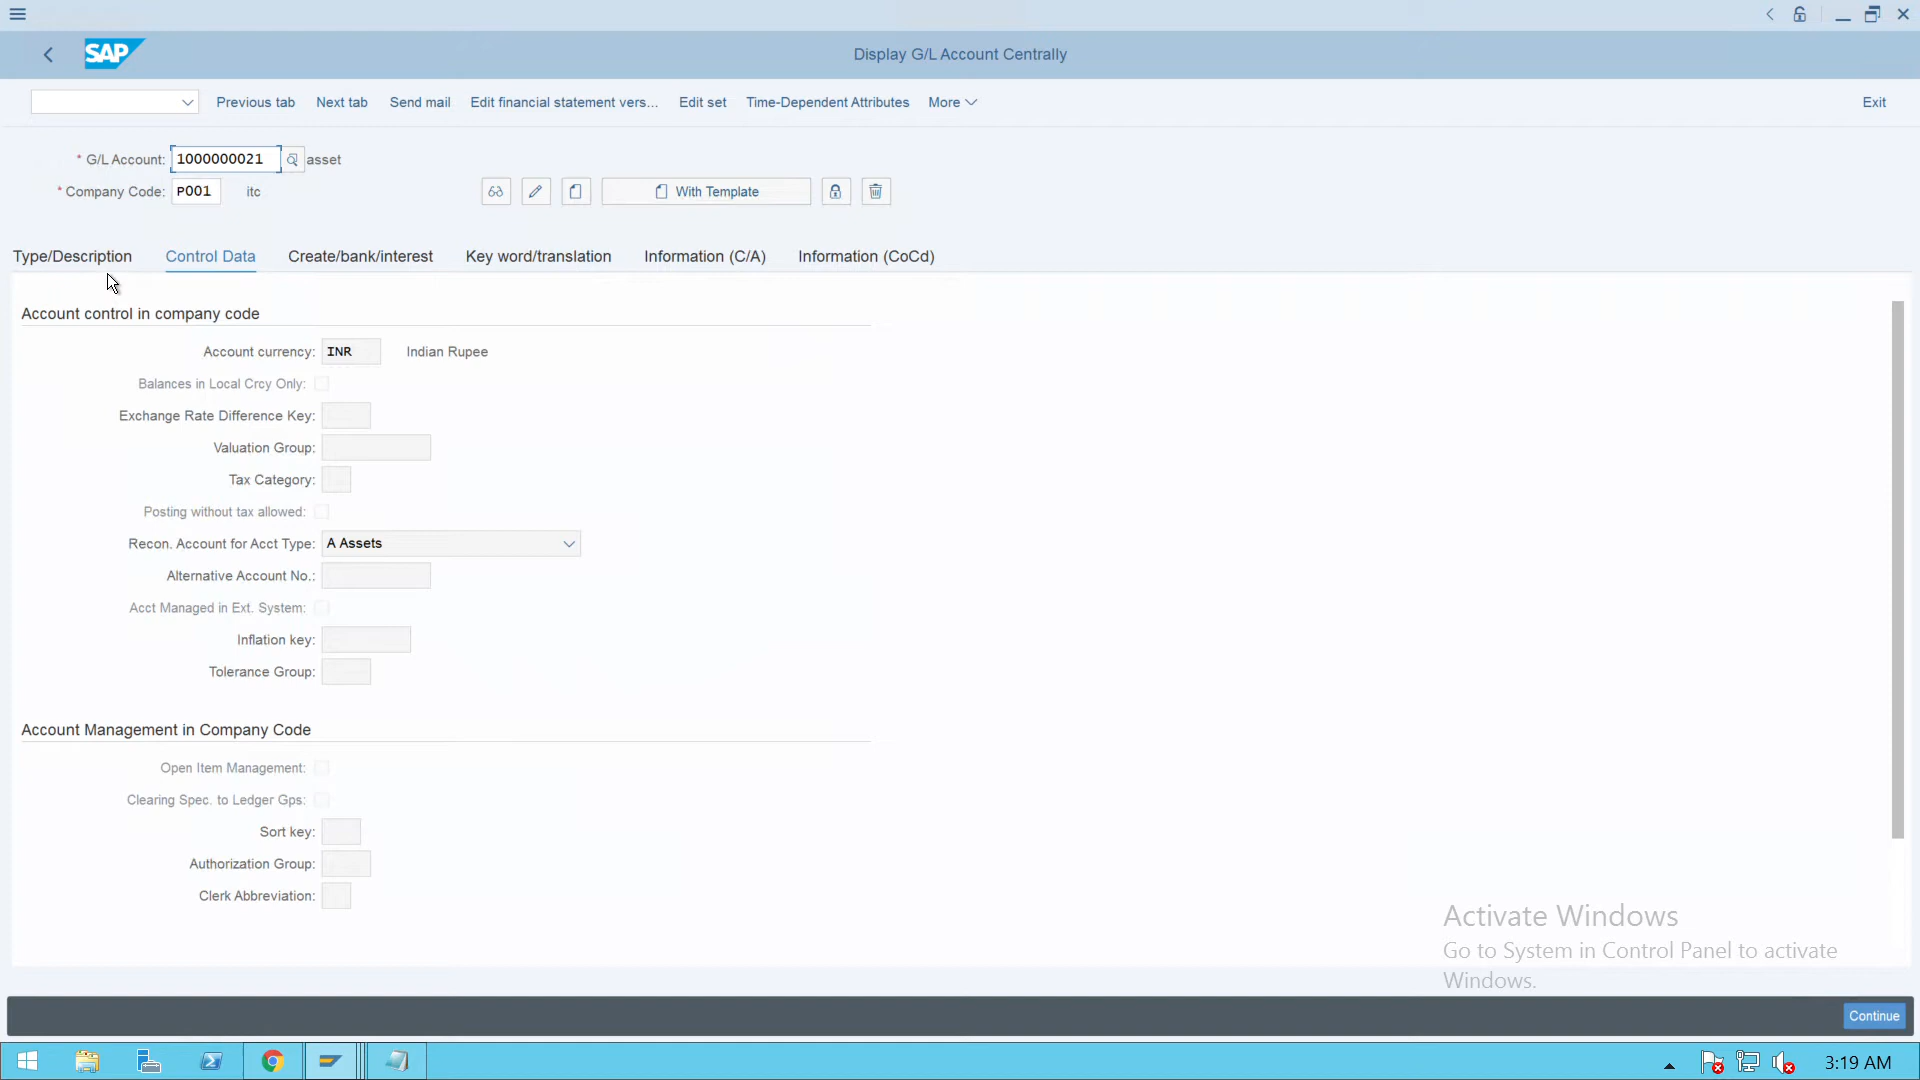 SAP
Display G/L Account Centrally
Previous tab Next tab Send mail Edit financial statement vers... Edit set Time-Dependent Attributes More Exit
* G/L Account: 1000000021 asset
* Company Code: P001 itc With Template
Type/Description Control Data Create/bank/interest Key word/translation Information (C/A) Information (CoCd)
Account control in company code
Account currency: INR Indian Rupee
Balances in Local Crcy Only:
Exchange Rate Difference Key:
Valuation Group:
Tax Category:
Posting without tax allowed:
Recon. Account for Acct Type: A Assets
Alternative Account No.:
Acct Managed in Ext. System:
Inflation key:
Tolerance Group:
Account Management in Company Code
Open Item Management:
Clearing Spec. to Ledger Gps:
Sort key:
Authorization Group:
Clerk Abbreviation:
Activate Windows
Go to System in Control Panel to activate
Windows.
Continue
3:19 AM